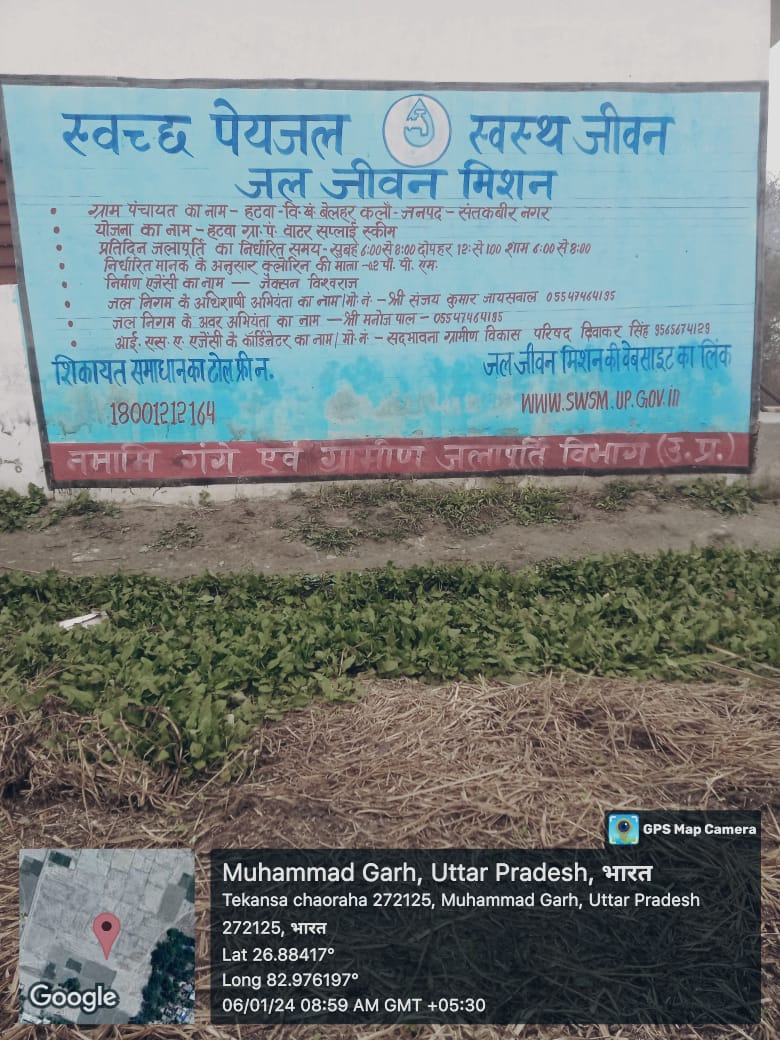 स्वच्छ पेयजल स्वस्थ जीवन
जल जीवन मिशन
• ग्राम पंचायत का नाम - हटवा - वि.खं. बेलहर कलाँ - जनपद - संतकबीर नगर
• योजना का नाम - हटवा ग्रा. पं. वाटर सप्लाई स्कीम
• प्रतिदिन जलापूर्ति का निर्धारित समय - सुबह 6:00 से 8:00 दोपहर 12: से 100 शाम 6:00 से 8:00
• निर्धारित मानक के अनुसार क्लोरिन की मात्रा - 02 पी. पी. एम.
• निर्माण एजेंसी का नाम - जैक्सन विश्वराज
• जल निगम के अधिशाषी अभियंता का नाम/मो.नं. - श्री संजय कुमार जायसवाल 05547464195
• जल निगम के अवर अभियंता का नाम - श्री मनोज पाल - 05547464195
• आई. एस. ए. एजेंसी के कॉर्डिनेटर का नाम / मो. नं. - सदभावना ग्रामीण विकास परिषद दिवाकर सिंह 9565674129
शिकायत समाधान का टोल फ्री न. जल जीवन मिशन की वेबसाइट का लिंक
18001212164 WWW.SWSM.UP.GOV.in
नमामि गंगे एवं ग्रामीण जलापूर्ति विभाग (उ.प्र.)
GPS Map Camera
Muhammad Garh, Uttar Pradesh, भारत
Tekansa chaoraha 272125, Muhammad Garh, Uttar Pradesh
272125, भारत
Lat 26.88417°
Long 82.976197°
06/01/24 08:59 AM GMT +05:30
Google